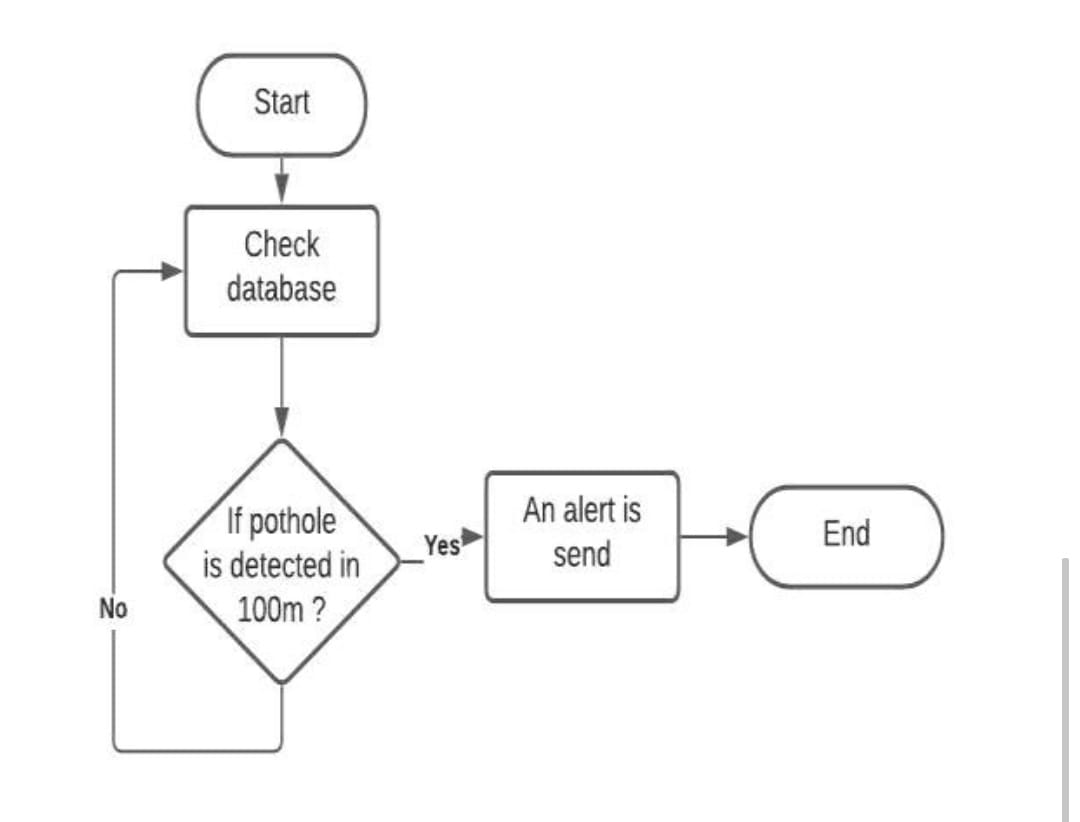 Start
Check
database
If pothole
is detected in
100m ?
Yes
An alert is
send
End
No